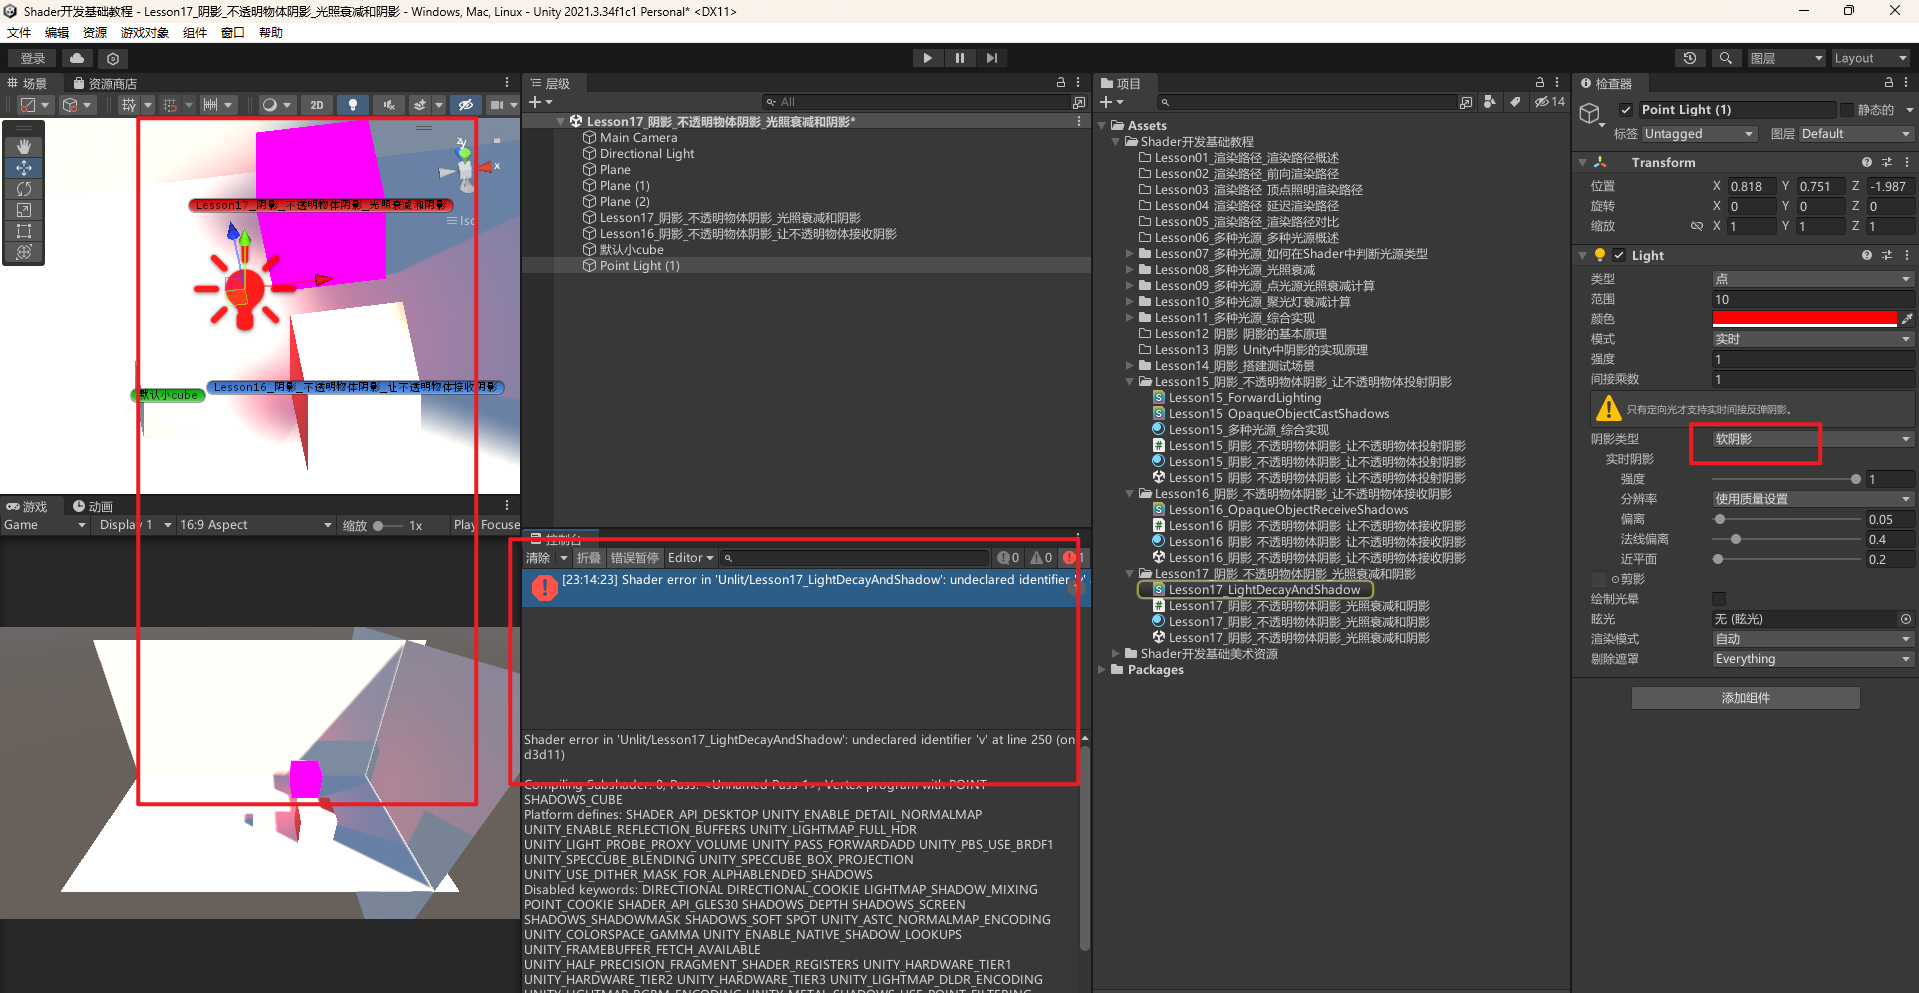 Shader开发基础教程 - Lesson17_阴影_不透明物体阴影_光照衰减和阴影 - Windows, Mac, Linux - Unity 2021.3.34f1c1 Personal* <DX11>
文件 编辑 资源 游戏对象 组件 窗口 帮助
登录 图层 Layout
场景 资源商店
2D
Lesson17_阴影_不透明物体阴影_光照衰减和阴影
Iso
y
z
x
Lesson16_阴影_不透明物体阴影_让不透明物体接收阴影
默认小cube
游戏 动画
Game Display 1 16:9 Aspect 缩放 1x Play Focuse
层级
All
Lesson17_阴影_不透明物体阴影_光照衰减和阴影*
Main Camera
Directional Light
Plane
Plane (1)
Plane (2)
Lesson17_阴影_不透明物体阴影_光照衰减和阴影
Lesson16_阴影_不透明物体阴影_让不透明物体接收阴影
默认小cube
Point Light (1)
控制台
清除 折叠 错误暂停 Editor 0 0 1
[23:14:23] Shader error in 'Unlit/Lesson17_LightDecayAndShadow': undeclared identifier 'v'
Shader error in 'Unlit/Lesson17_LightDecayAndShadow': undeclared identifier 'v' at line 250 (on
d3d11)
Compiling Subshader: 0, Pass: <Unnamed Pass 1>, Vertex program with POINT
SHADOWS_CUBE
Platform defines: SHADER_API_DESKTOP UNITY_ENABLE_DETAIL_NORMALMAP
UNITY_ENABLE_REFLECTION_BUFFERS UNITY_LIGHTMAP_FULL_HDR
UNITY_LIGHT_PROBE_PROXY_VOLUME UNITY_PASS_FORWARDADD UNITY_PBS_USE_BRDF1
UNITY_SPECCUBE_BLENDING UNITY_SPECCUBE_BOX_PROJECTION
UNITY_USE_DITHER_MASK_FOR_ALPHABLENDED_SHADOWS
Disabled keywords: DIRECTIONAL DIRECTIONAL_COOKIE LIGHTMAP_SHADOW_MIXING
POINT_COOKIE SHADER_API_GLES30 SHADOWS_DEPTH SHADOWS_SCREEN
SHADOWS_SHADOWMASK SHADOWS_SOFT SPOT UNITY_ASTC_NORMALMAP_ENCODING
UNITY_COLORSPACE_GAMMA UNITY_ENABLE_NATIVE_SHADOW_LOOKUPS
UNITY_FRAMEBUFFER_FETCH_AVAILABLE
UNITY_HALF_PRECISION_FRAGMENT_SHADER_REGISTERS UNITY_HARDWARE_TIER1
UNITY_HARDWARE_TIER2 UNITY_HARDWARE_TIER3 UNITY_LIGHTMAP_DLDR_ENCODING
UNITY_LIGHTMAP_RGBM_ENCODING UNITY_METAL_SHADOWS_USE_POINT_FILTERING
项目
14
Assets
Shader开发基础教程
Lesson01_渲染路径_渲染路径概述
Lesson02_渲染路径_前向渲染路径
Lesson03_渲染路径_顶点照明渲染路径
Lesson04_渲染路径_延迟渲染路径
Lesson05_渲染路径_渲染路径对比
Lesson06_多种光源_多种光源概述
Lesson07_多种光源_如何在Shader中判断光源类型
Lesson08_多种光源_光照衰减
Lesson09_多种光源_点光源光照衰减计算
Lesson10_多种光源_聚光灯衰减计算
Lesson11_多种光源_综合实现
Lesson12_阴影_阴影的基本原理
Lesson13_阴影_Unity中阴影的实现原理
Lesson14_阴影_搭建测试场景
Lesson15_阴影_不透明物体阴影_让不透明物体投射阴影
Lesson15_ForwardLighting
Lesson15_OpaqueObjectCastShadows
Lesson15_多种光源_综合实现
Lesson15_阴影_不透明物体阴影_让不透明物体投射阴影
Lesson15_阴影_不透明物体阴影_让不透明物体投射阴影
Lesson15_阴影_不透明物体阴影_让不透明物体投射阴影
Lesson16_阴影_不透明物体阴影_让不透明物体接收阴影
Lesson16_OpaqueObjectReceiveShadows
Lesson16_阴影_不透明物体阴影_让不透明物体接收阴影
Lesson16_阴影_不透明物体阴影_让不透明物体接收阴影
Lesson16_阴影_不透明物体阴影_让不透明物体接收阴影
Lesson17_阴影_不透明物体阴影_光照衰减和阴影
Lesson17_LightDecayAndShadow
Lesson17_阴影_不透明物体阴影_光照衰减和阴影
Lesson17_阴影_不透明物体阴影_光照衰减和阴影
Lesson17_阴影_不透明物体阴影_光照衰减和阴影
Shader开发基础美术资源
Packages
检查器
Point Light (1) 静态的
标签 Untagged 图层 Default
Transform
位置 X 0.818 Y 0.751 Z -1.987
旋转 X 0 Y 0 Z 0
缩放 X 1 Y 1 Z 1
Light
类型 点
范围 10
颜色
模式 实时
强度 1
间接乘数 1
只有定向光才支持实时间接反弹阴影。
阴影类型 软阴影
实时阴影
强度 1
分辨率 使用质量设置
偏离 0.05
法线偏离 0.4
近平面 0.2
剪影
绘制光晕
眩光 无 (眩光)
渲染模式 自动
剔除遮罩 Everything
添加组件